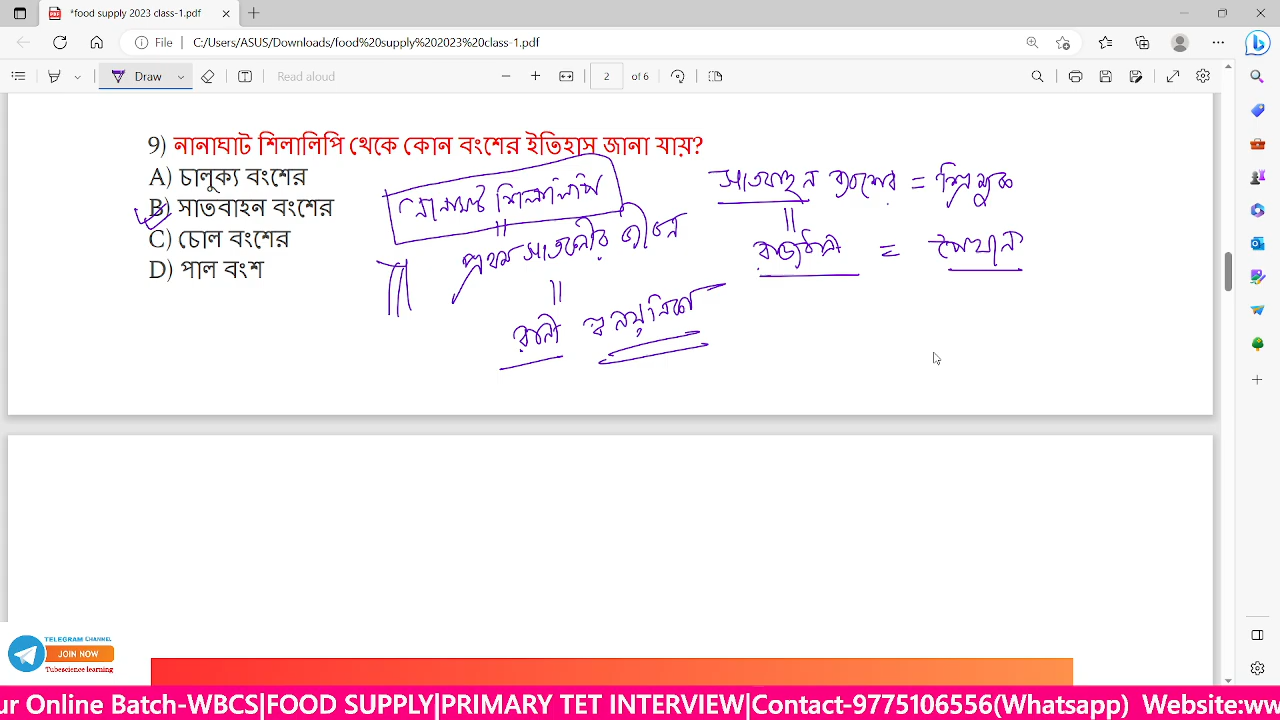 *food supply 2023 class-1.pdf
File
C:/Users/ASUS/Downloads/food%20supply%202023%20class-1.pdf
Draw
Read aloud
2
of 6
9) নানাঘাট শিলালিপি থেকে কোন বংশের ইতিহাস জানা যায়?
A) চালুক্য বংশের
B) সাতবাহন বংশের
C) চোল বংশের
D) পাল বংশ
শিলালিপি
সাতবাহন বংশের =
প্রথম
রাজধানী =
রানী
TELEGRAM CHANNEL
JOIN NOW
Tubescience learning
ur Online Batch-WBCS|FOOD SUPPLY|PRIMARY TET INTERVIEW|Contact-9775106556(Whatsapp) Website:ww